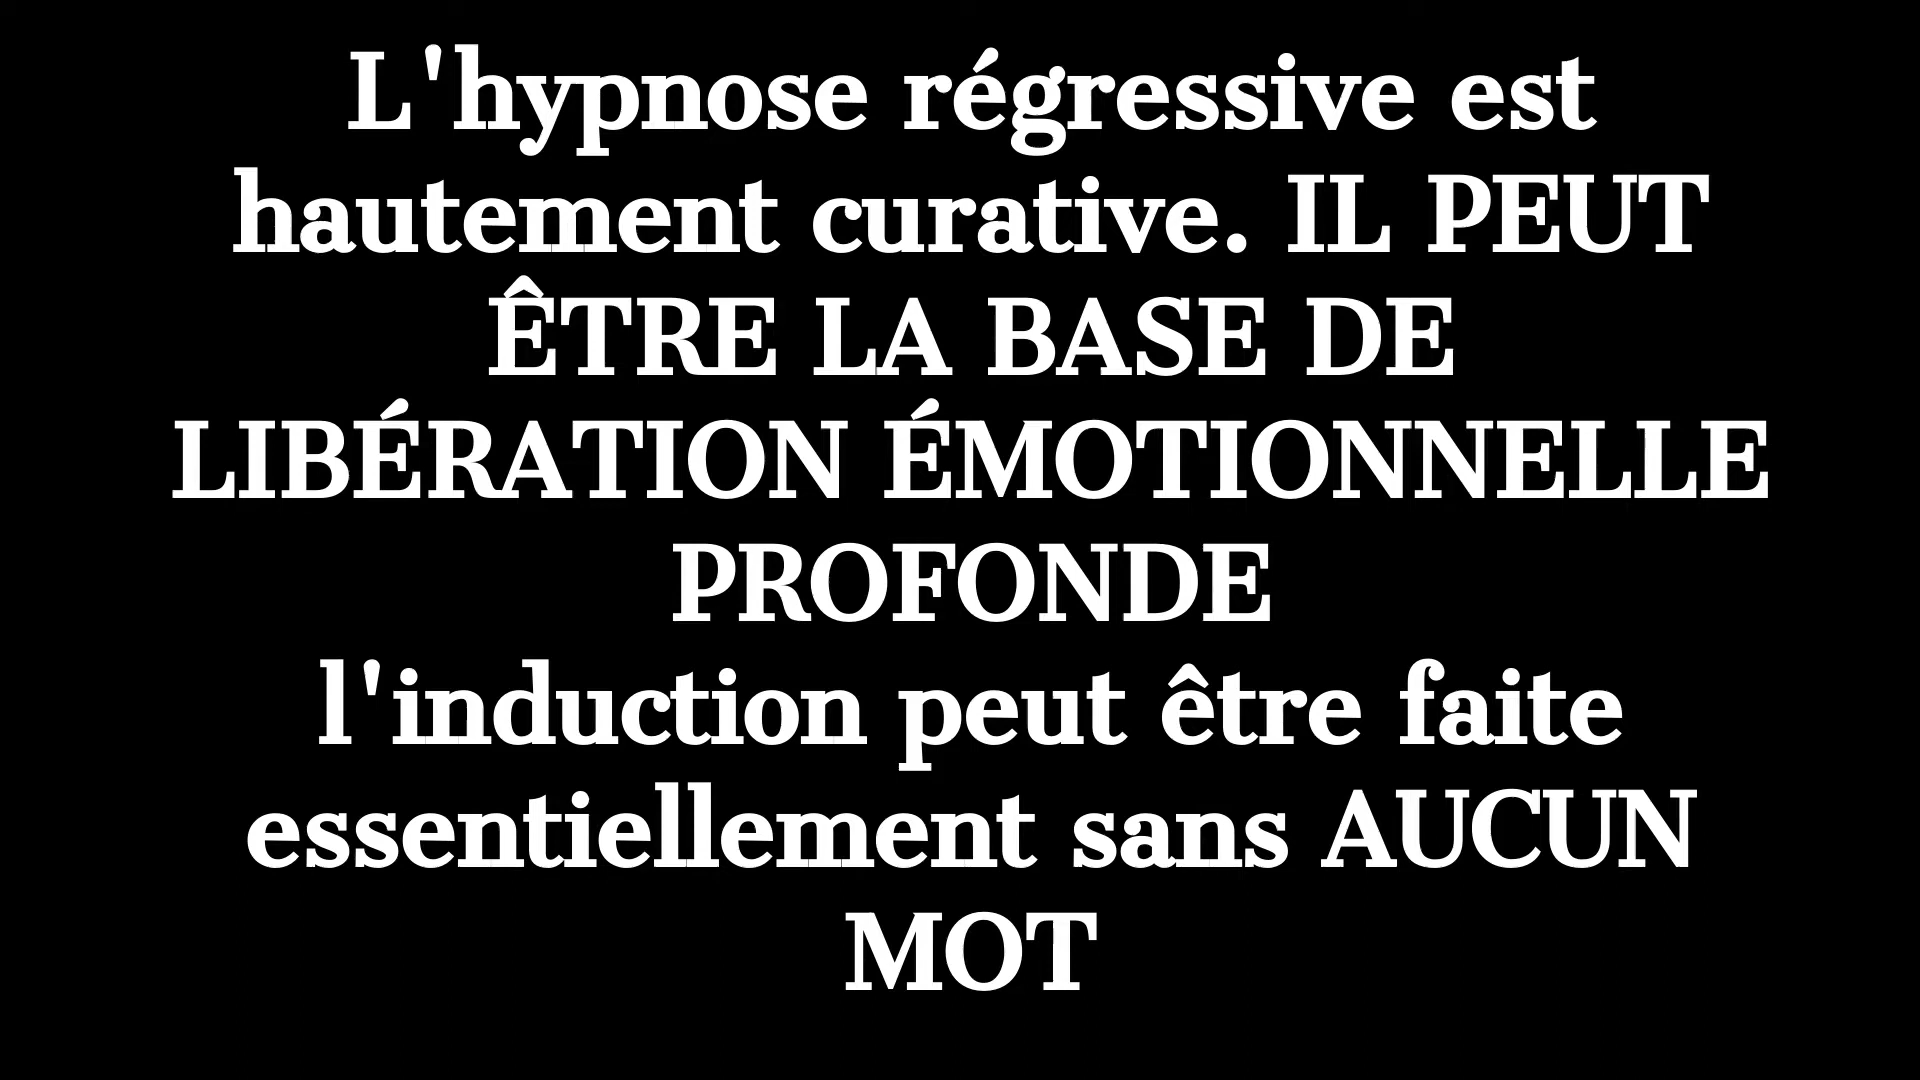 L'hypnose régressive est
hautement curative. IL PEUT
ÊTRE LA BASE DE
LIBÉRATION ÉMOTIONNELLE
PROFONDE
l'induction peut être faite
essentiellement sans AUCUN
MOT